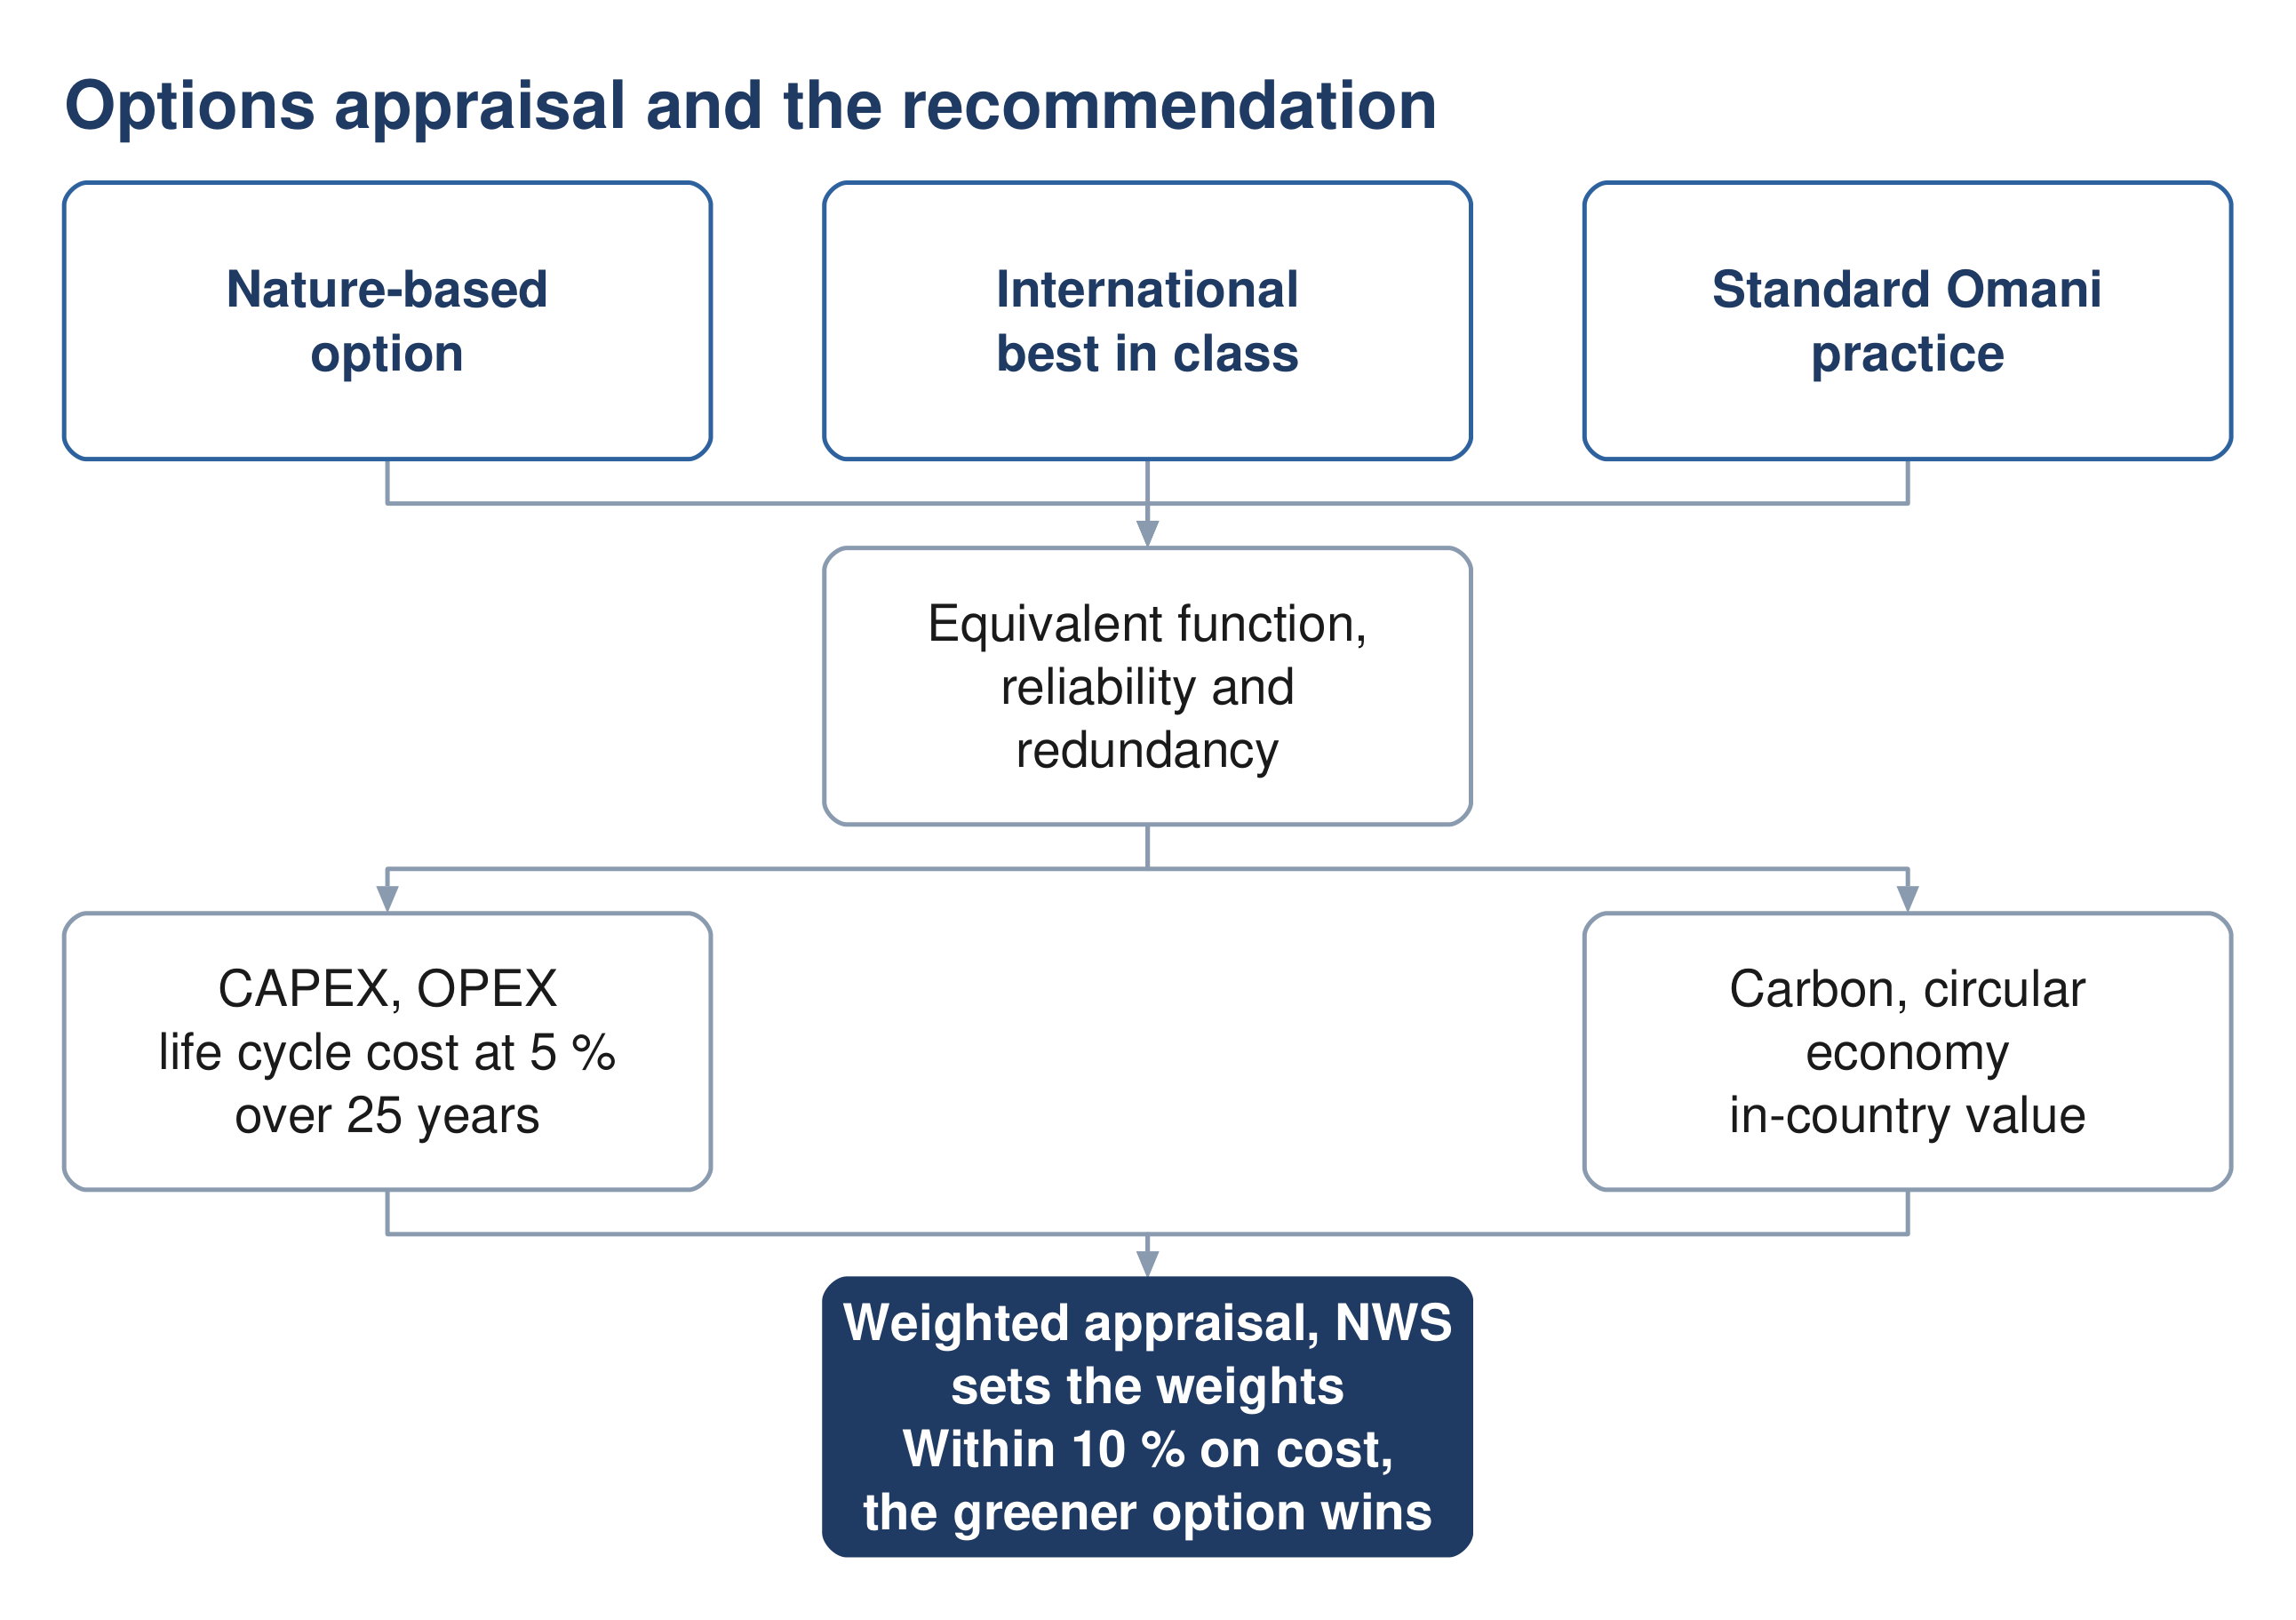 Options appraisal and the recommendation
Nature-based
option
International
best in class
Standard Omani
practice
Equivalent function,
reliability and
redundancy
CAPEX, OPEX
life cycle cost at 5 %
over 25 years
Carbon, circular
economy
in-country value
Weighted appraisal, NWS
sets the weights
Within 10 % on cost,
the greener option wins